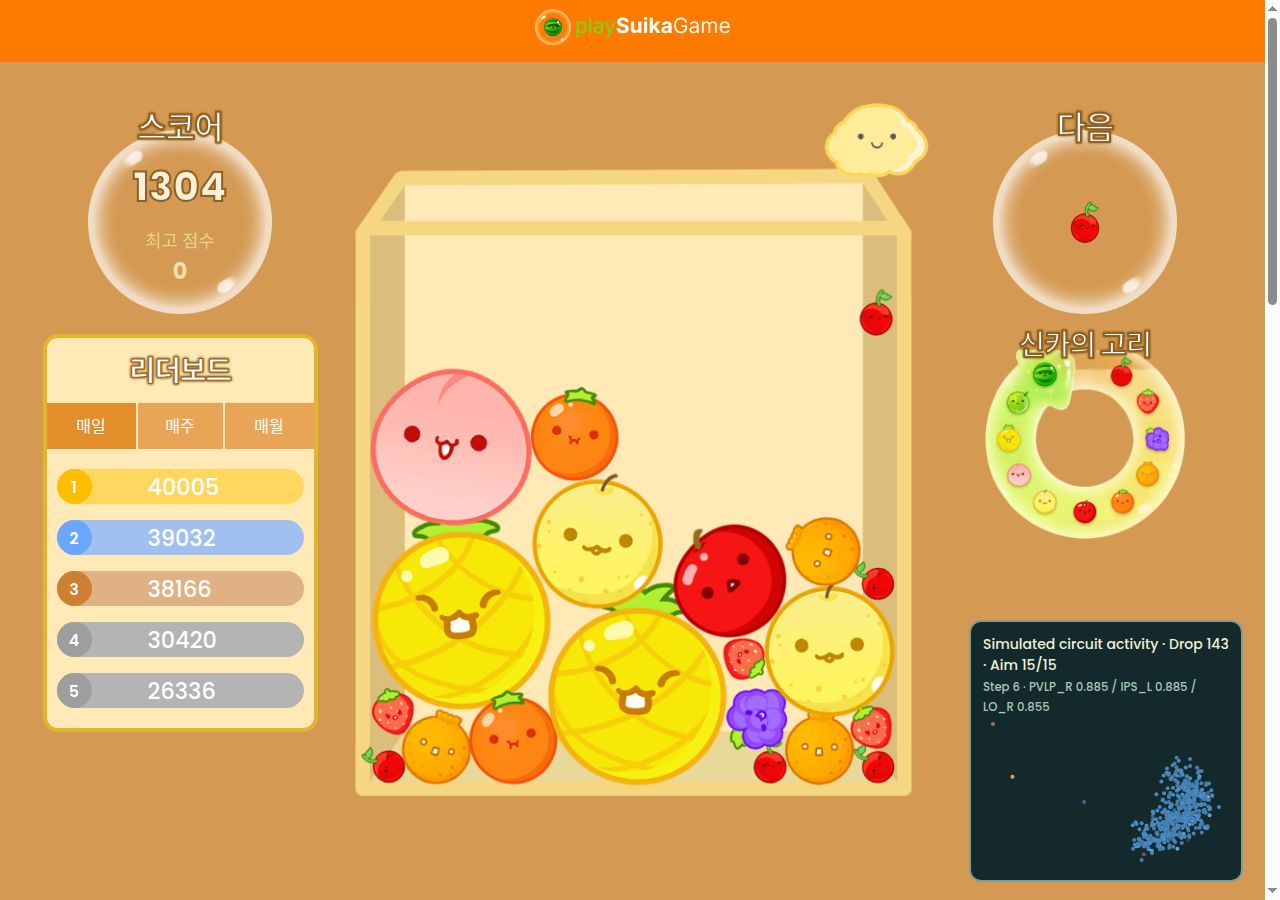 playSuikaGame
스코어
1304
최고 점수
0
다음
신카의 고리
리더보드
매일 매주 매월
1 40005
2 39032
3 38166
4 30420
5 26336
Simulated circuit activity · Drop 143
· Aim 15/15
Step 6 · PVLP_R 0.885 / IPS_L 0.885 /
LO_R 0.855